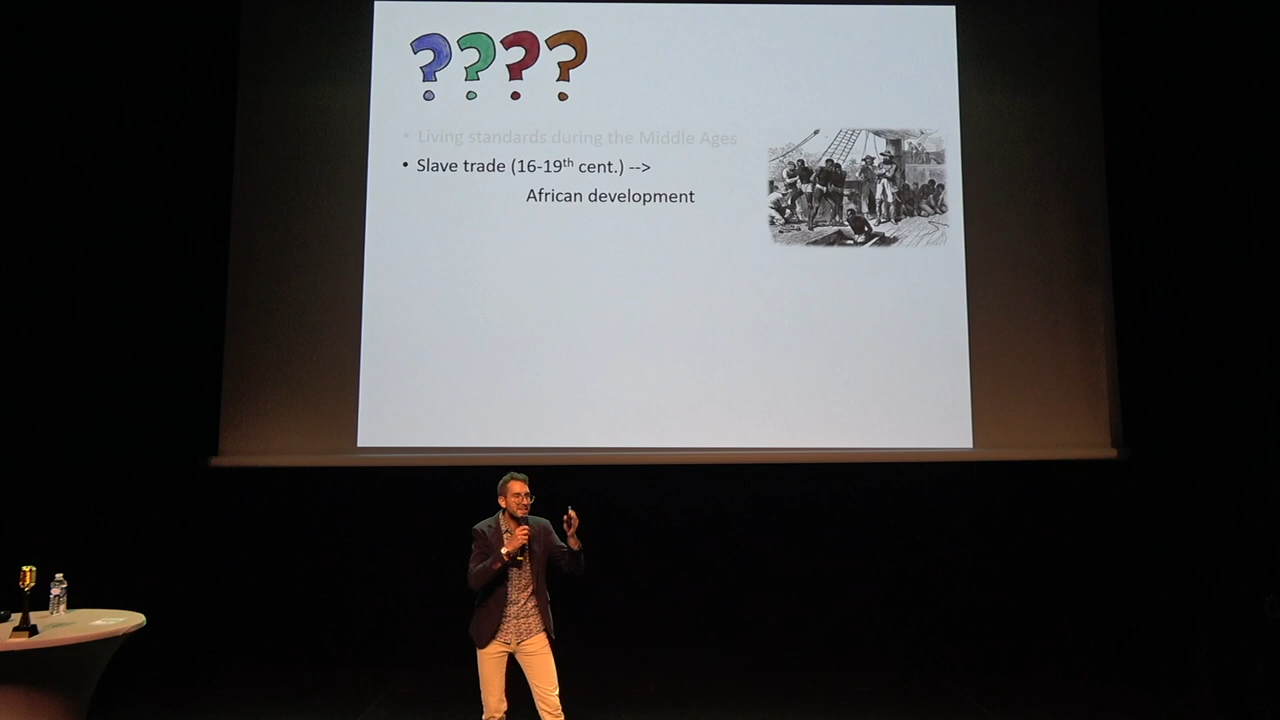 ????
• Living standards during the Middle Ages
• Slave trade (16-19th cent.) -->
African development